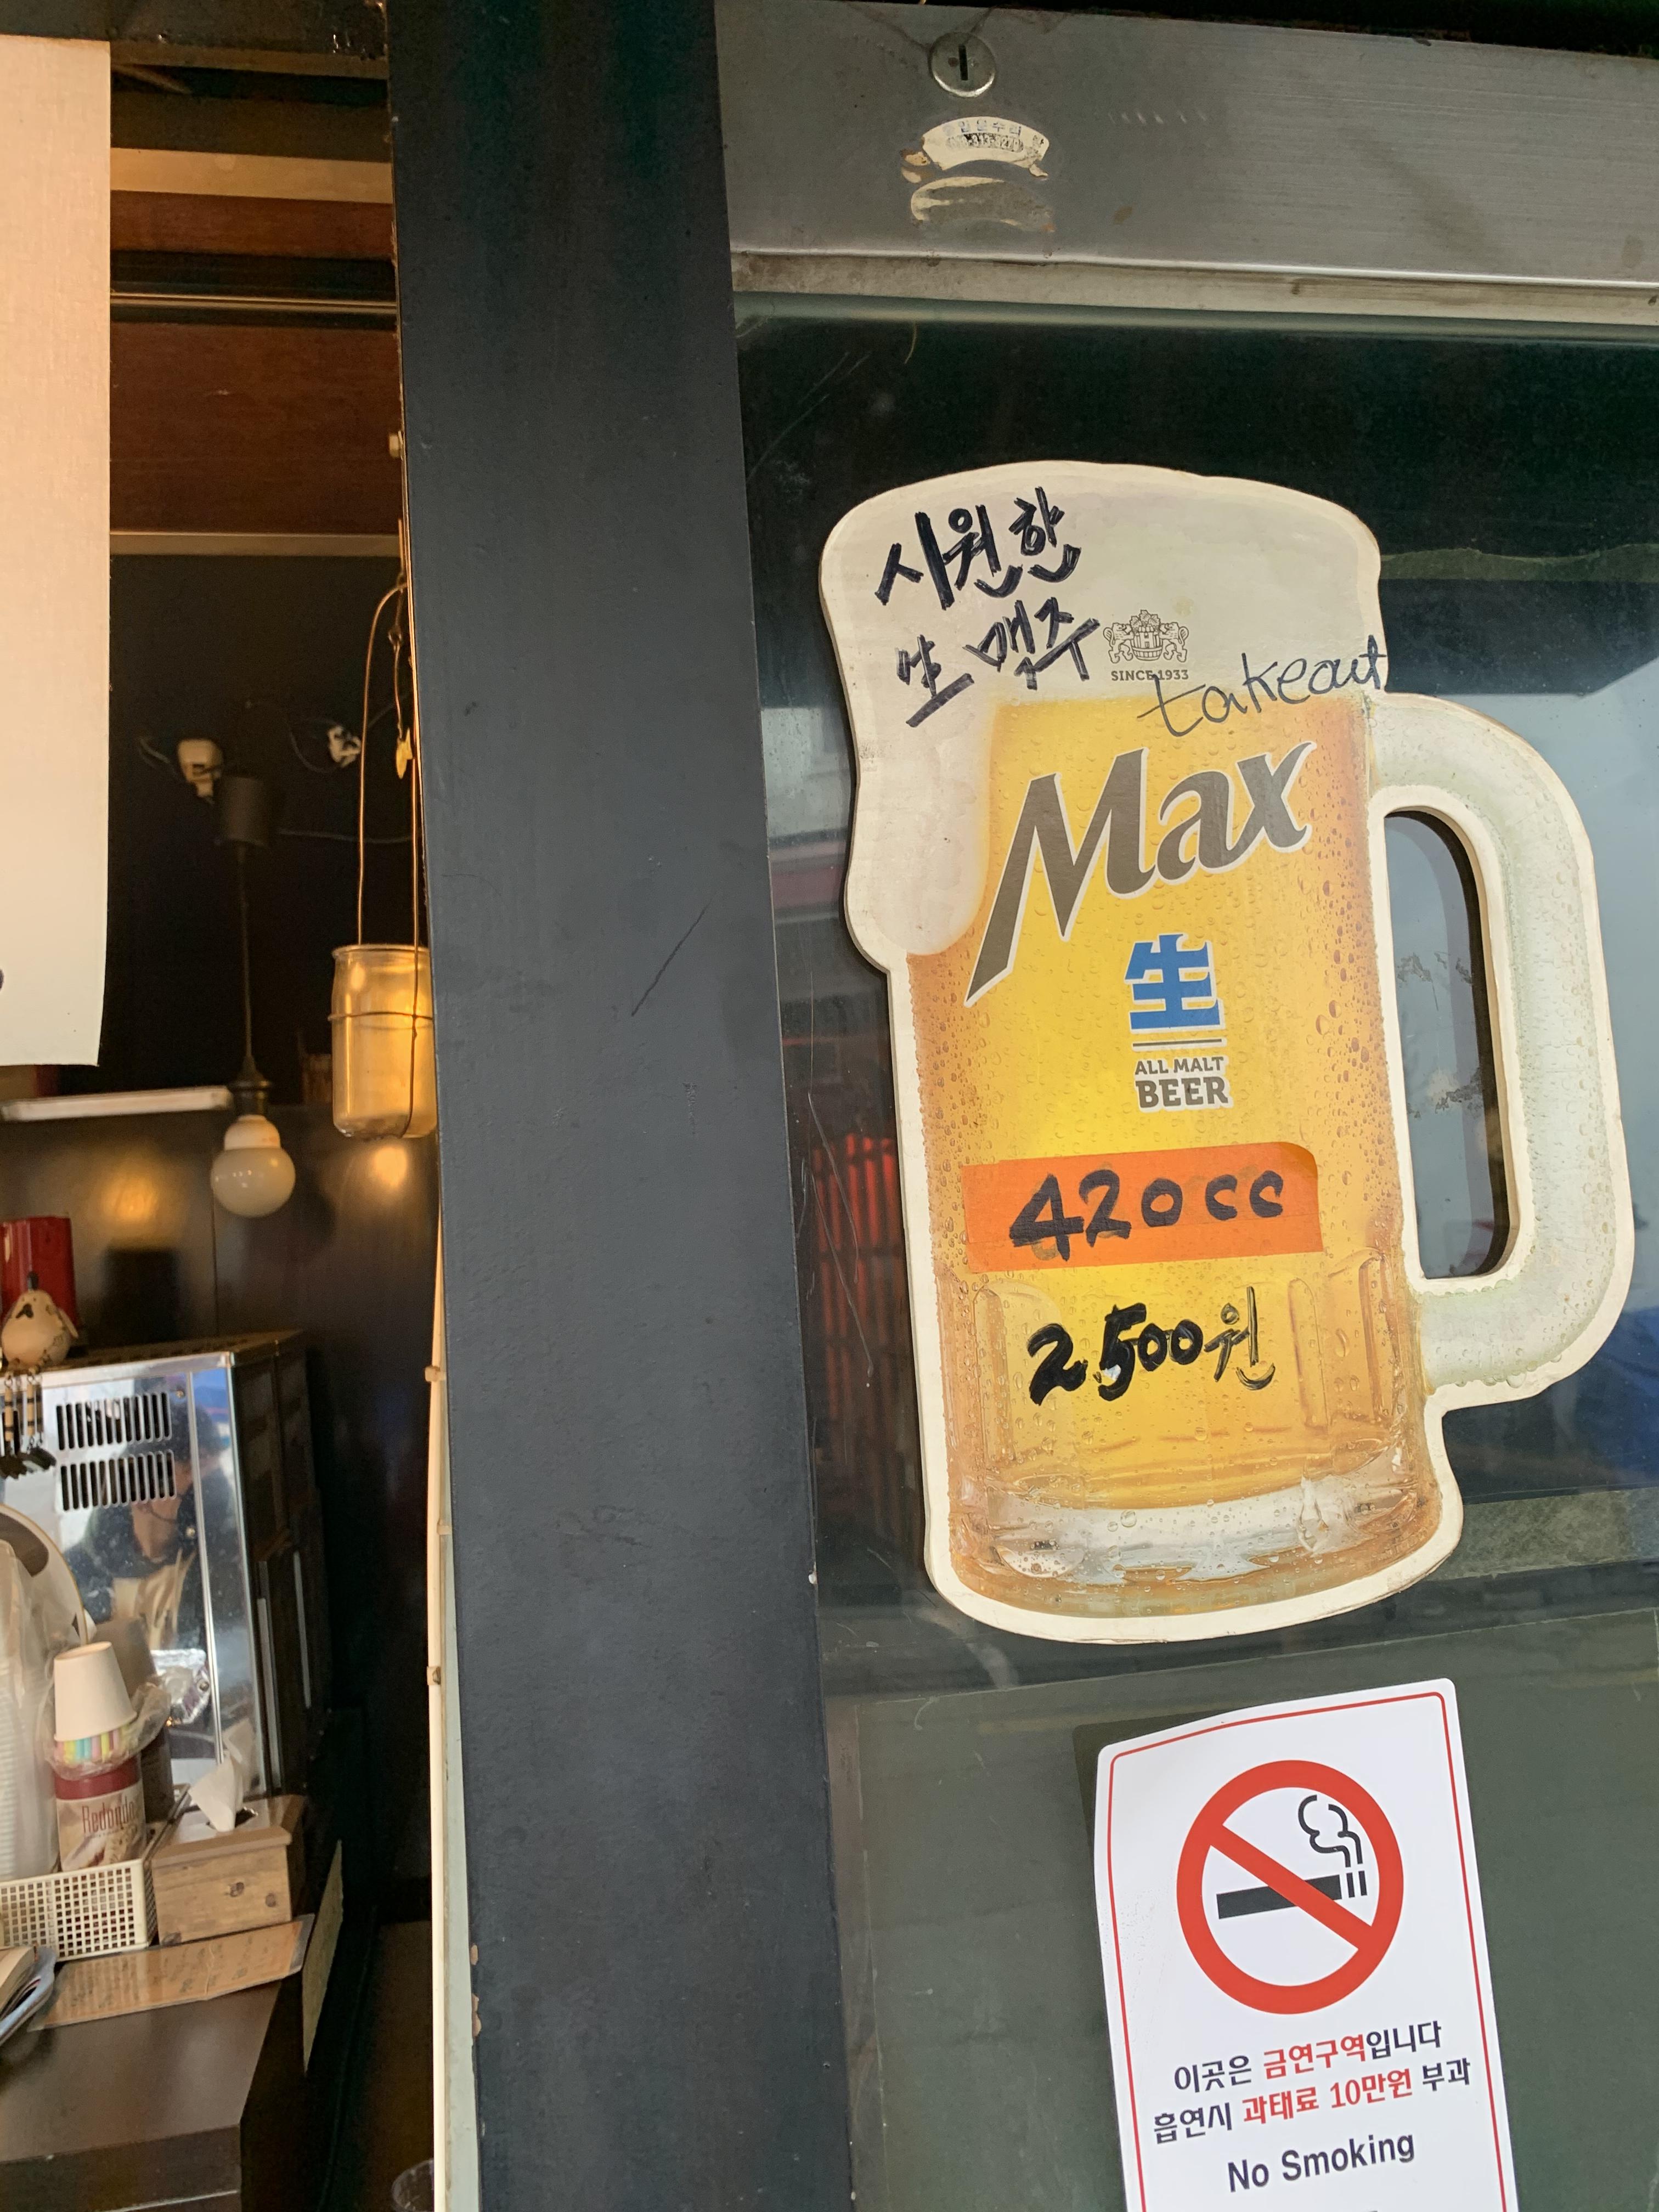 시원한
生맥주
SINCE 1933
takeout
Max
生
ALL MALT
BEER
420cc
2500원
이곳은 금연구역입니다
흡연시 과태료 10만원 부과
No Smoking